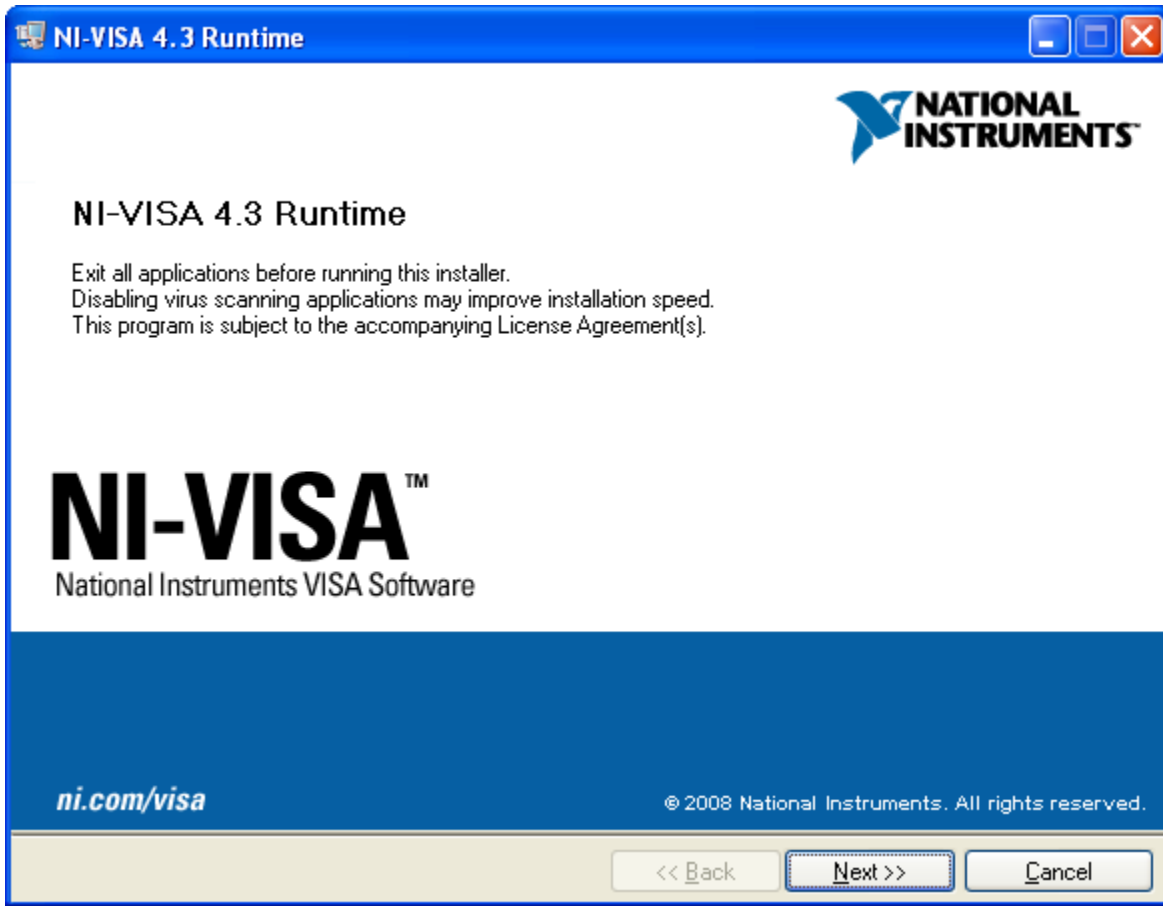 NI-VISA 4.3 Runtime
NATIONAL
INSTRUMENTS™
NI-VISA 4.3 Runtime
Exit all applications before running this installer.
Disabling virus scanning applications may improve installation speed.
This program is subject to the accompanying License Agreement(s).
NI-VISA™
National Instruments VISA Software
ni.com/visa
© 2008 National Instruments. All rights reserved.
<< Back
Next >>
Cancel